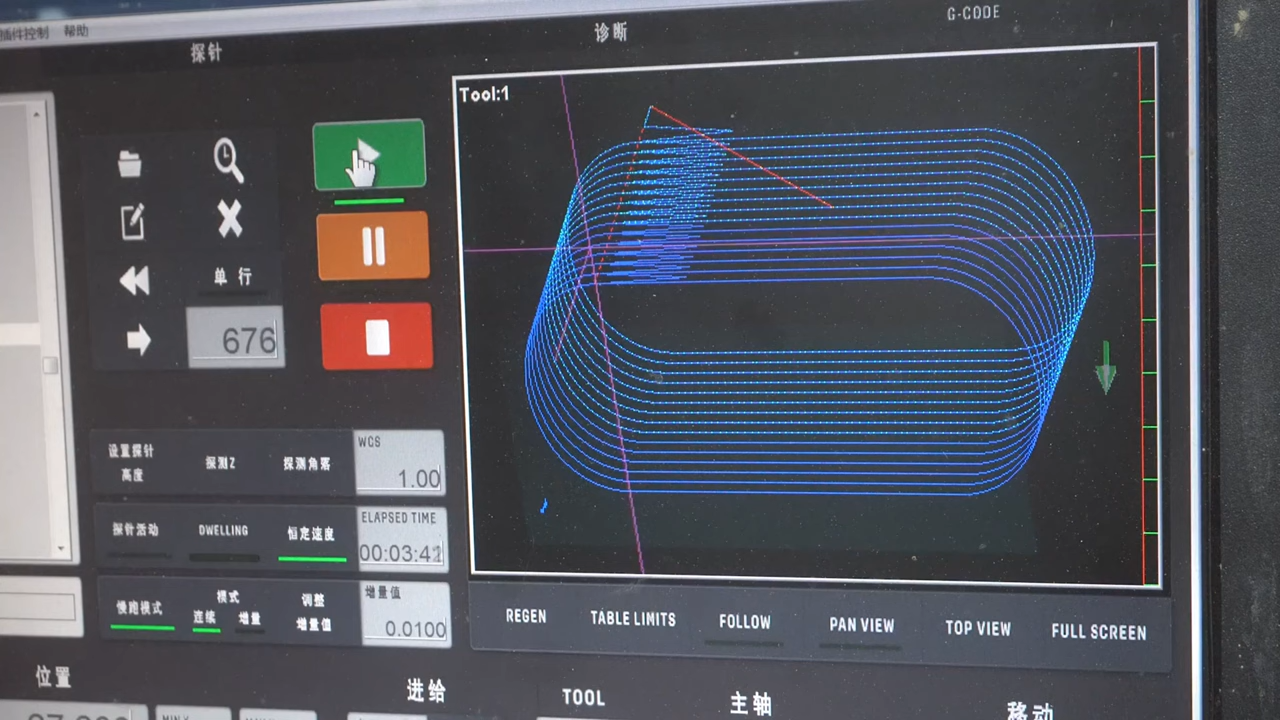 插件控制 帮助
探针
诊断
G-CODE
Tool:1
单 行
676
设置探针
高度
探测Z
探测角落
WCS
1.00
探针活动
DWELLING
恒定速度
ELAPSED TIME
00:03:42
慢跑模式
模式
连续
增量
调整
增量值
增量值
0.0100
REGEN
TABLE LIMITS
FOLLOW
PAN VIEW
TOP VIEW
FULL SCREEN
位置
进给
TOOL
主轴
移动